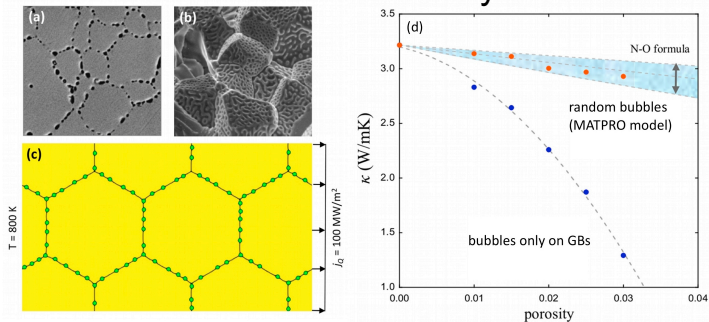 (a)
(b)
(c)
T = 800 K
j_Q = 100 MW/m²
(d)
κ (W/mK)
3.5
3.0
2.5
2.0
1.5
1.0
N-O formula
random bubbles
(MATPRO model)
bubbles only on GBs
0.00 0.01 0.02 0.03 0.04
porosity